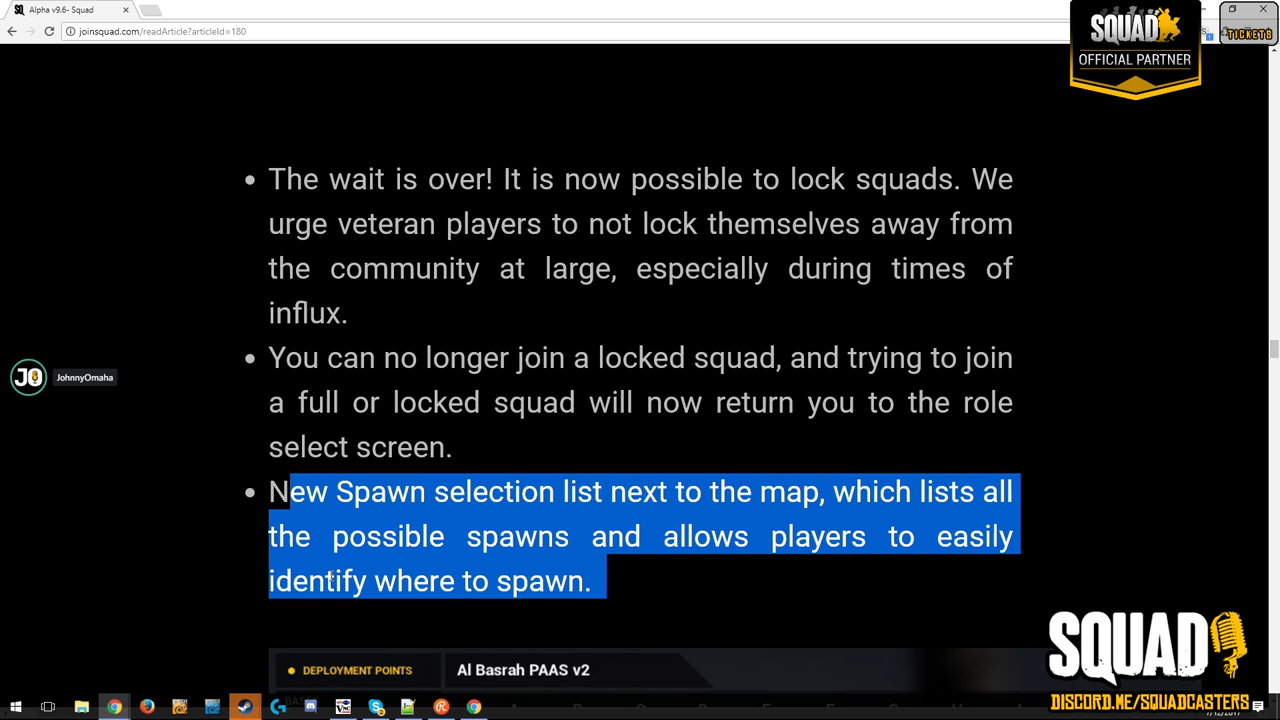 Alpha v9.6- Squad
joinsquad.com/readArticle?articleId=180
SQUAD
OFFICIAL PARTNER
TICKETS
The wait is over! It is now possible to lock squads. We
urge veteran players to not lock themselves away from
the community at large, especially during times of
influx.
JO JohnnyOmaha
You can no longer join a locked squad, and trying to join
a full or locked squad will now return you to the role
select screen.
New Spawn selection list next to the map, which lists all
the possible spawns and allows players to easily
identify where to spawn.
DEPLOYMENT POINTS
Al Basrah PAAS v2
SQUAD
DISCORD.ME/SQUADCASTERS